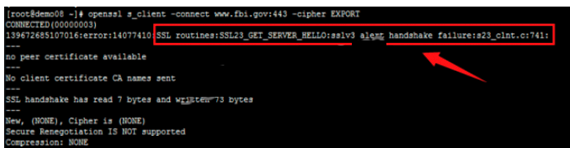 [root@demo08 ~]# openssl s_client -connect www.fbi.gov:443 -cipher EXPORT
CONNECTED(00000003)
139672685107016:error:14077410:SSL routines:SSL23_GET_SERVER_HELLO:sslv3 alert handshake failure:s23_clnt.c:741:
---
no peer certificate available
---
No client certificate CA names sent
---
SSL handshake has read 7 bytes and written 73 bytes
---
New, (NONE), Cipher is (NONE)
Secure Renegotiation IS NOT supported
Compression: NONE